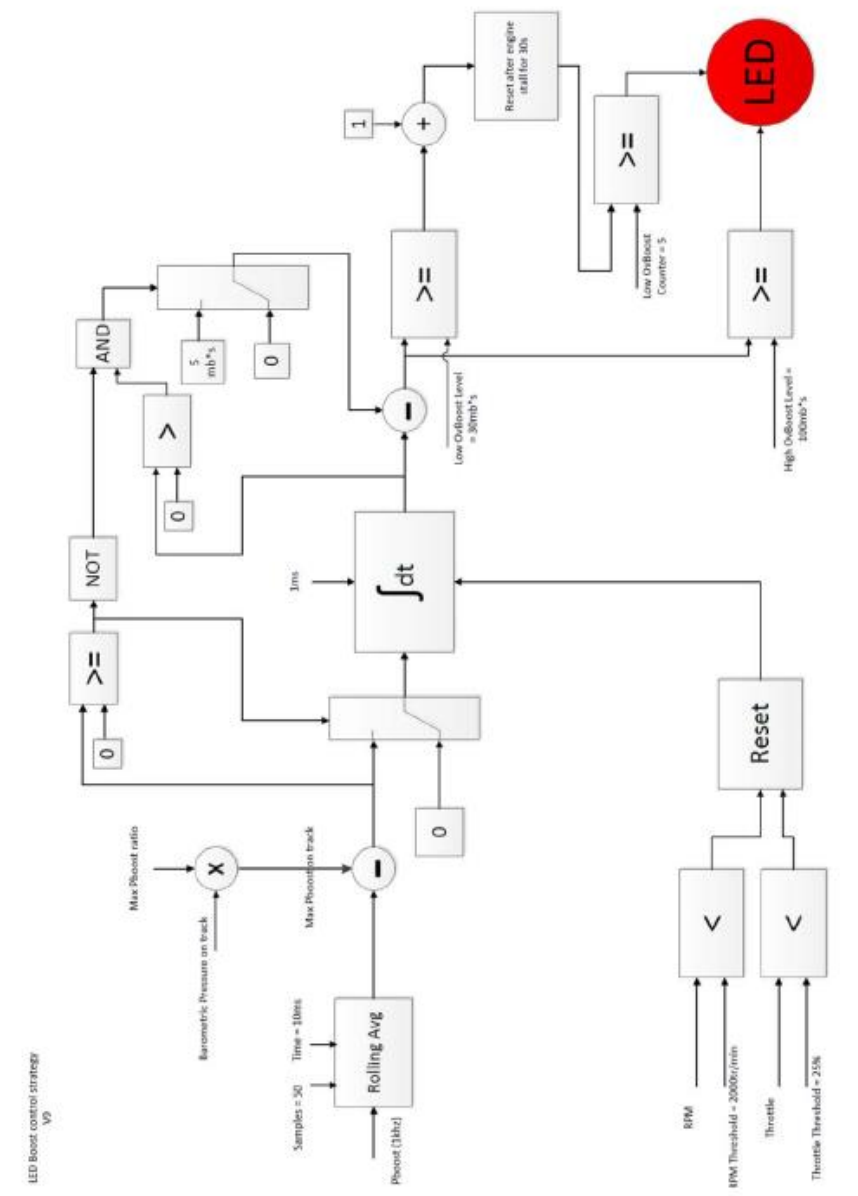 LED Boost control strategy
V9
Pboost (1khz)
Samples = 50
Time = 10ms
Rolling Avg
Barometric Pressure on track
Max Pboost ratio
X
Max Pboost on track
-
0
0
>=
NOT
1ms
∫dt
0
>
AND
5
mb*s
0
-
Low OvBoost Level
= 30mb*s
>=
1
+
Reset after engine
stall for 30s
Low OvBoost
Counter = 5
>=
High OvBoost Level =
100mb*s
>=
LED
RPM
RPM Threshold = 2000tr/min
<
Throttle
Throttle Threshold = 25%
<
Reset